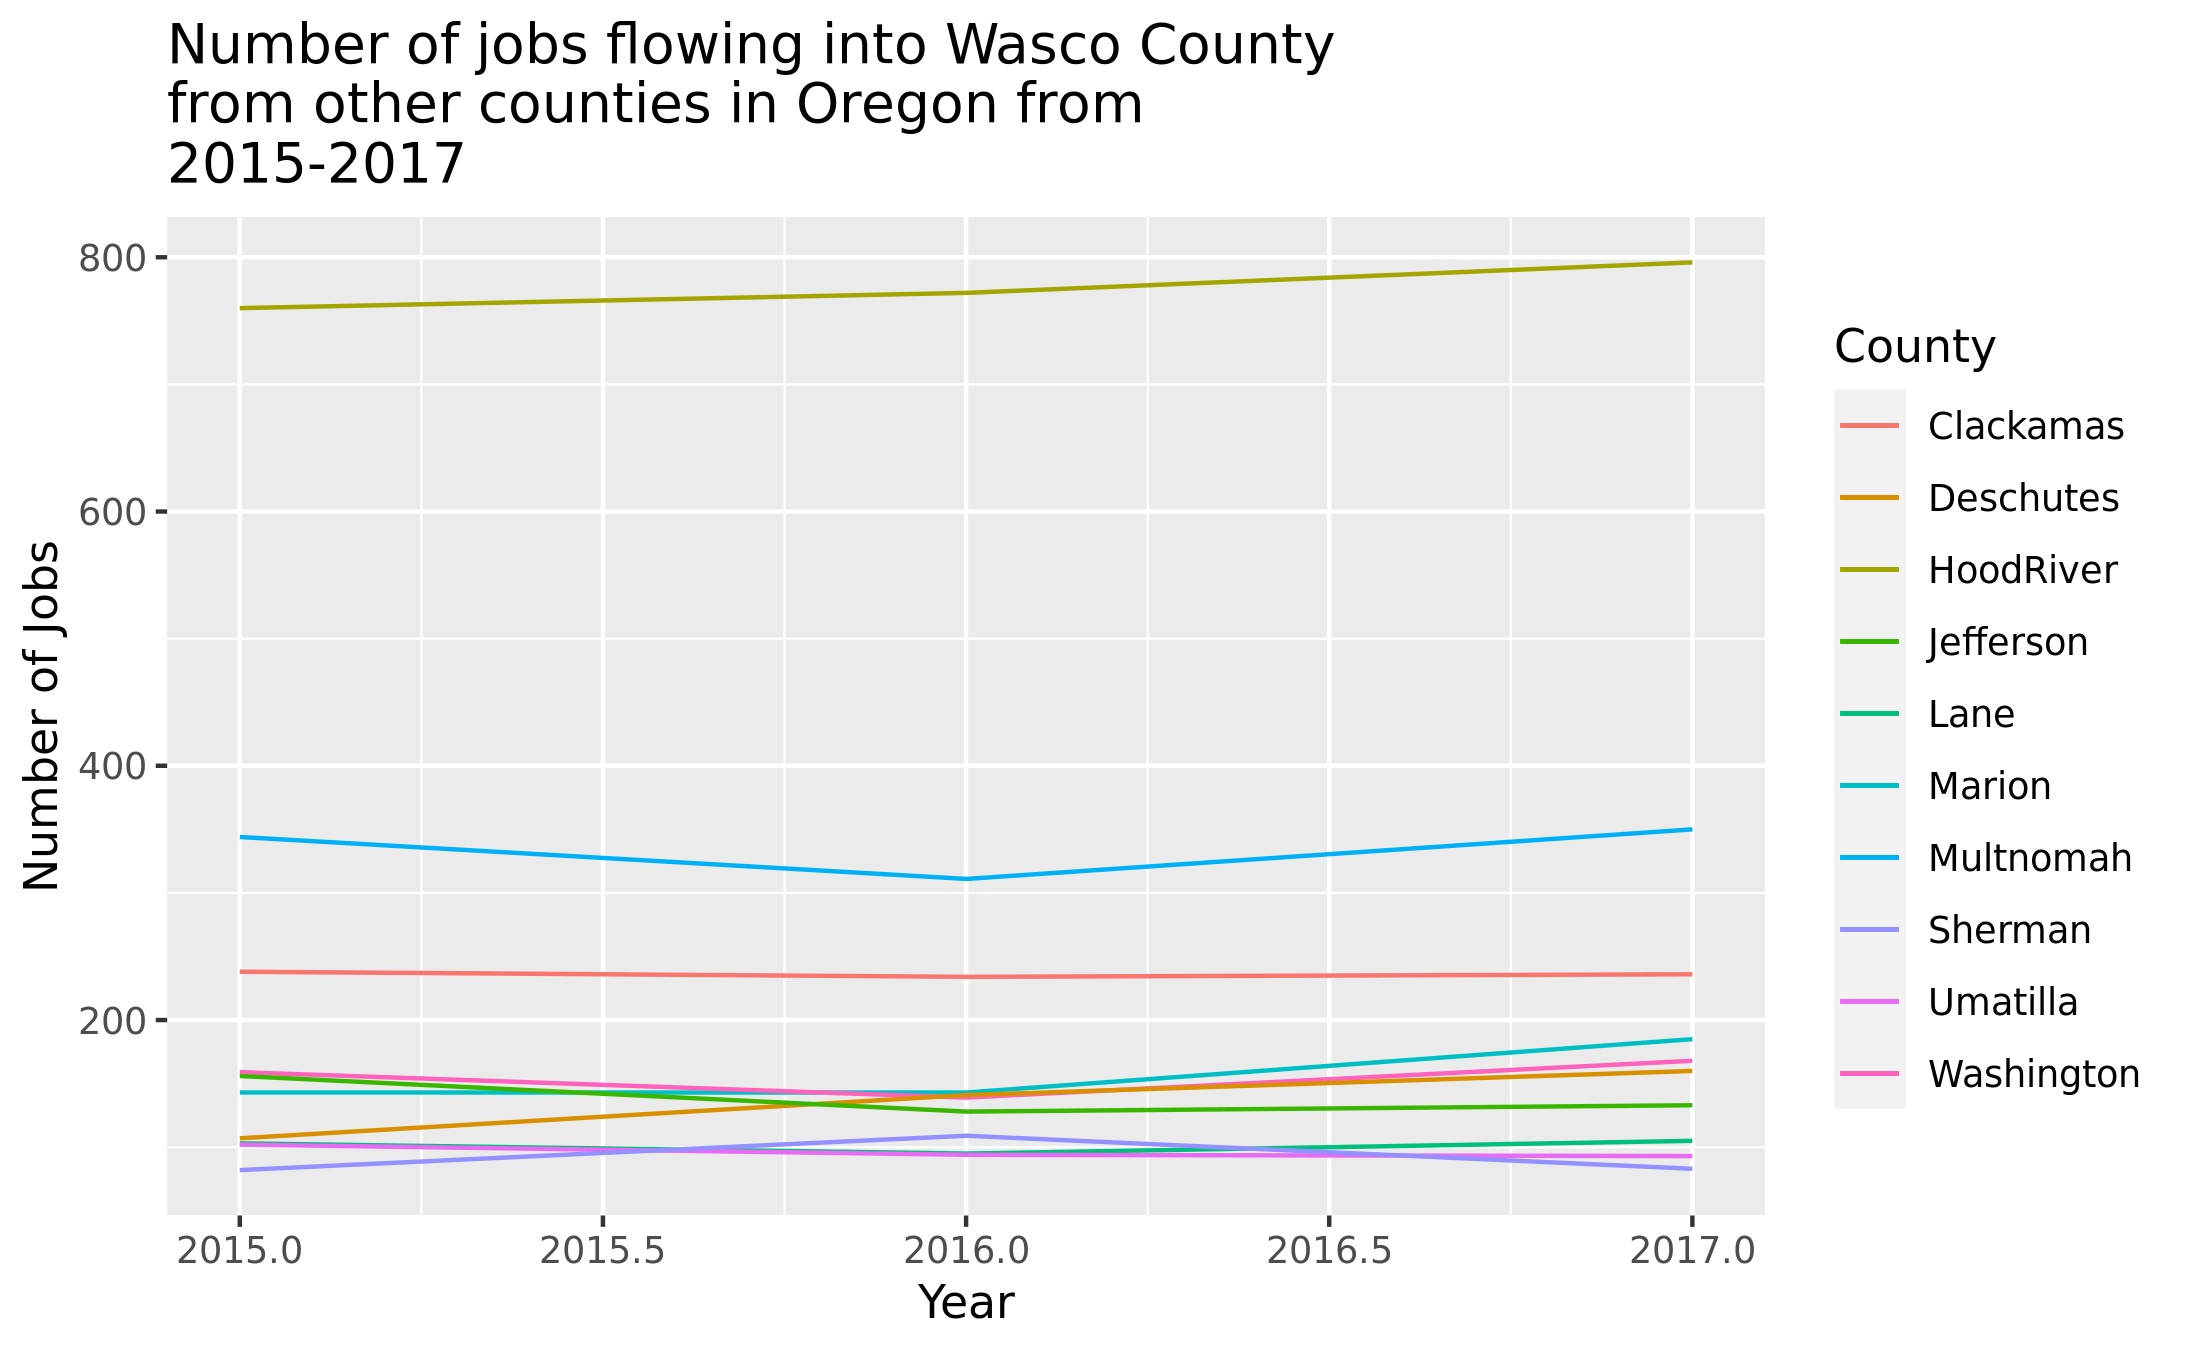 Number of jobs flowing into Wasco County
from other counties in Oregon from
2015-2017
800
600
400
200
Number of Jobs
2015.0
2015.5
2016.0
2016.5
2017.0
Year
County
Clackamas
Deschutes
HoodRiver
Jefferson
Lane
Marion
Multnomah
Sherman
Umatilla
Washington